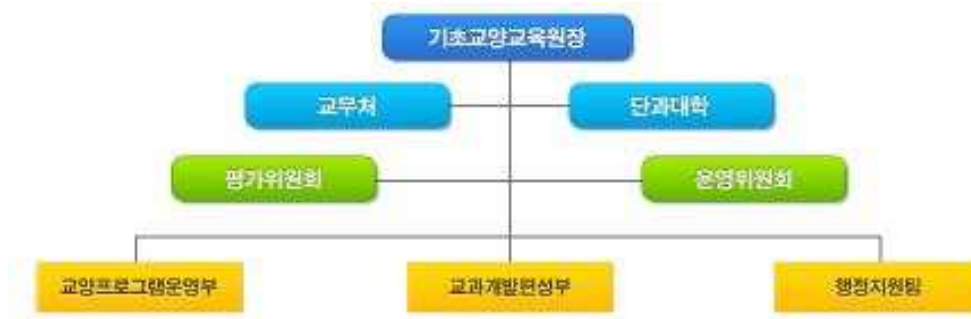 기초교양교육원장
교무처
단과대학
평가위원회
운영위원회
교양프로그램운영부
교과개발편성부
행정지원팀